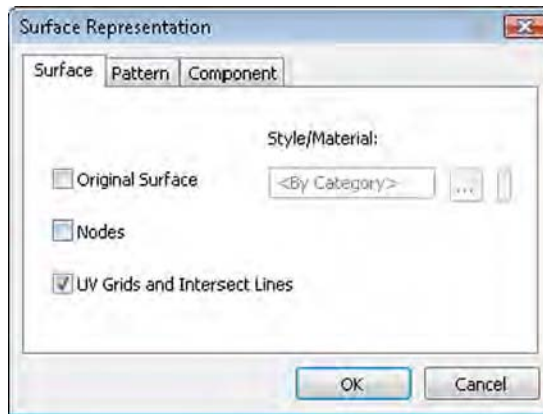 Surface Representation
Surface Pattern Component
Style/Material:
Original Surface <By Category> ...
Nodes
UV Grids and Intersect Lines
OK Cancel